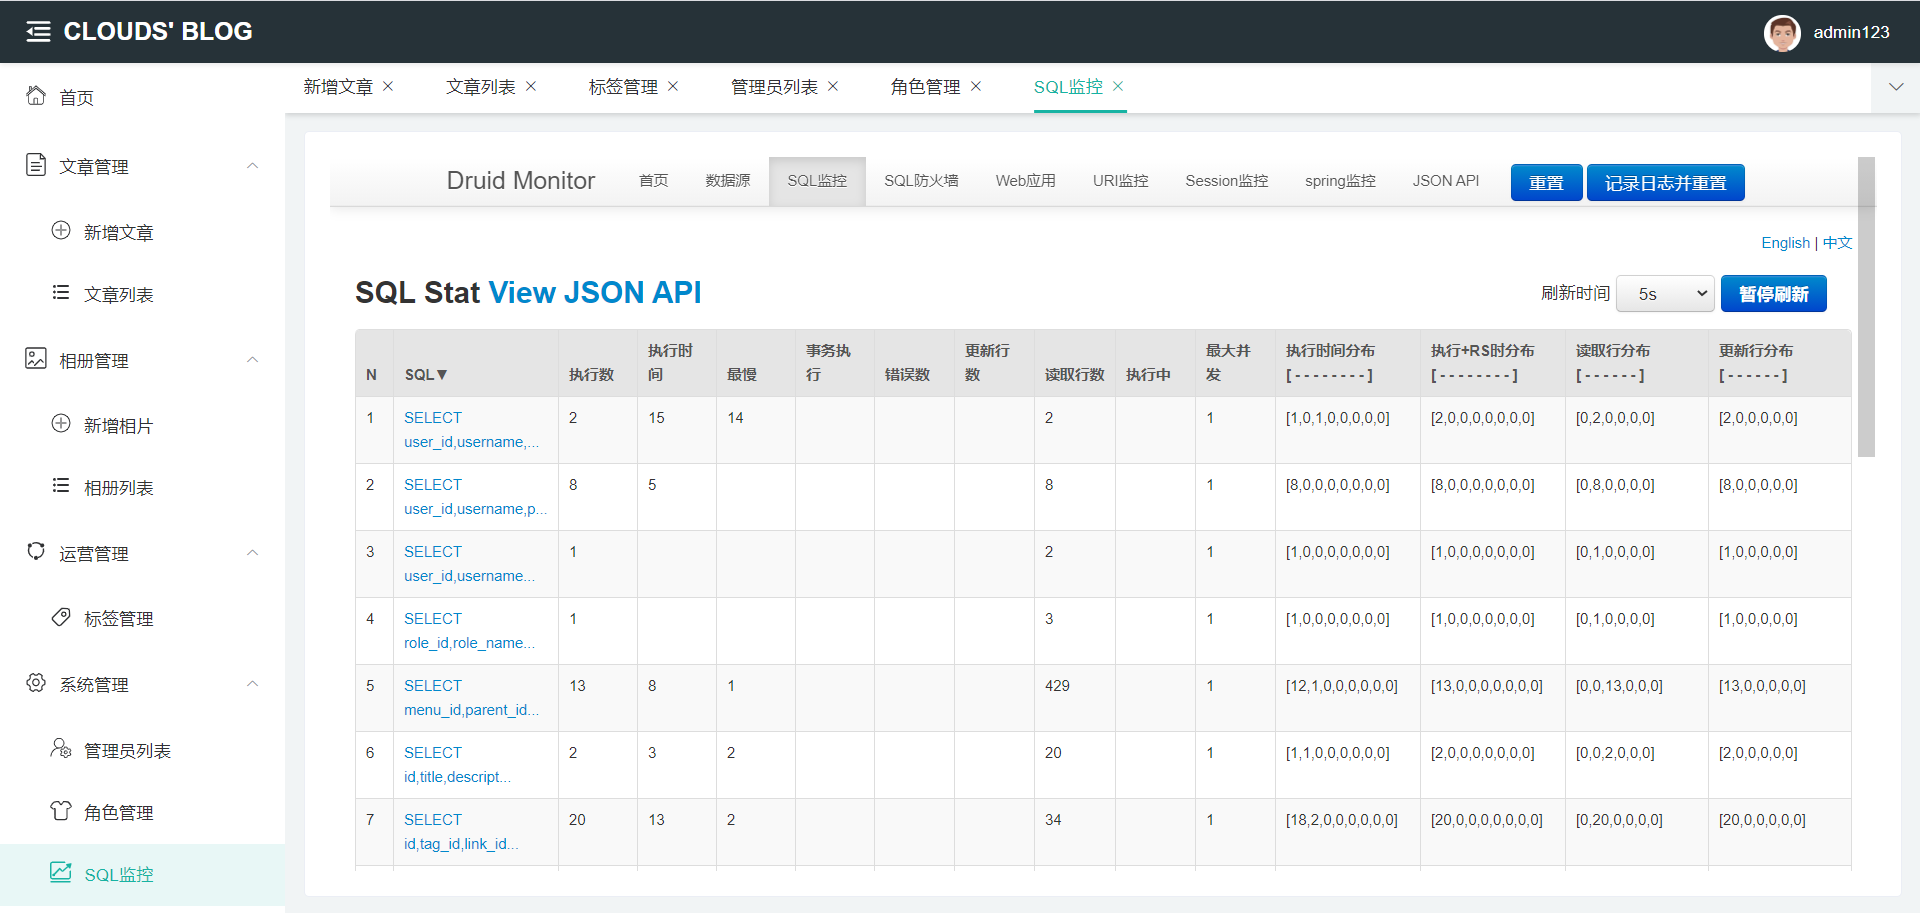 CLOUDS' BLOG
admin123
首页
文章管理
新增文章
文章列表
相册管理
新增相片
相册列表
运营管理
标签管理
系统管理
管理员列表
角色管理
SQL监控
新增文章 文章列表 标签管理 管理员列表 角色管理 SQL监控
Druid Monitor 首页 数据源 SQL监控 SQL防火墙 Web应用 URI监控 Session监控 spring监控 JSON API 重置 记录日志并重置
English | 中文
SQL Stat View JSON API
刷新时间 5s 暂停刷新
N SQL▼ 执行数 执行时间 最慢 事务执行 错误数 更新行数 读取行数 执行中 最大并发 执行时间分布 [ - - - - - - - - ] 执行+RS时分布 [ - - - - - - - - ] 读取行分布 [ - - - - - - ] 更新行分布 [ - - - - - - ]
1 SELECT user_id,username,... 2 15 14 2 1 [1,0,1,0,0,0,0,0] [2,0,0,0,0,0,0,0] [0,2,0,0,0,0] [2,0,0,0,0,0]
2 SELECT user_id,username,p... 8 5 8 1 [8,0,0,0,0,0,0,0] [8,0,0,0,0,0,0,0] [0,8,0,0,0,0] [8,0,0,0,0,0]
3 SELECT user_id,username... 1 2 1 [1,0,0,0,0,0,0,0] [1,0,0,0,0,0,0,0] [0,1,0,0,0,0] [1,0,0,0,0,0]
4 SELECT role_id,role_name... 1 3 1 [1,0,0,0,0,0,0,0] [1,0,0,0,0,0,0,0] [0,1,0,0,0,0] [1,0,0,0,0,0]
5 SELECT menu_id,parent_id... 13 8 1 429 1 [12,1,0,0,0,0,0,0] [13,0,0,0,0,0,0,0] [0,0,13,0,0,0] [13,0,0,0,0,0]
6 SELECT id,title,descript... 2 3 2 20 1 [1,1,0,0,0,0,0,0] [2,0,0,0,0,0,0,0] [0,0,2,0,0,0] [2,0,0,0,0,0]
7 SELECT id,tag_id,link_id... 20 13 2 34 1 [18,2,0,0,0,0,0,0] [20,0,0,0,0,0,0,0] [0,20,0,0,0,0] [20,0,0,0,0,0]